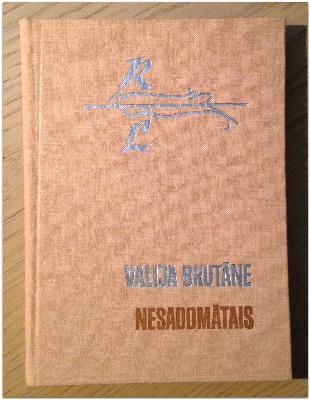 K
L
VALIJA BRUTĀNE
NESADOMĀTAIS